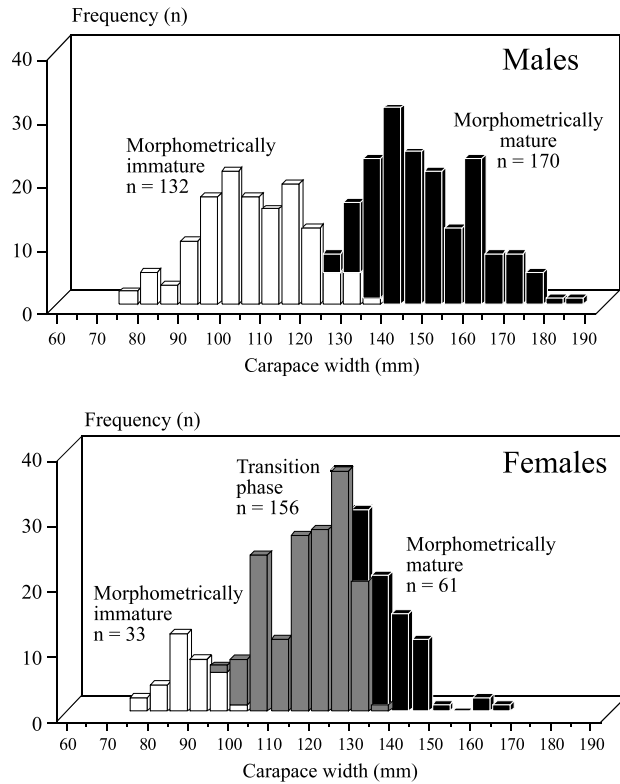 Frequency (n)
Males
40
30
20
10
0
Morphometrically
immature
n = 132
Morphometrically
mature
n = 170
60 70 80 90 100 110 120 130 140 150 160 170 180 190
Carapace width (mm)
Frequency (n)
Females
40
30
20
10
0
Transition
phase
n = 156
Morphometrically
mature
n = 61
Morphometrically
immature
n = 33
60 70 80 90 100 110 120 130 140 150 160 170 180 190
Carapace width (mm)